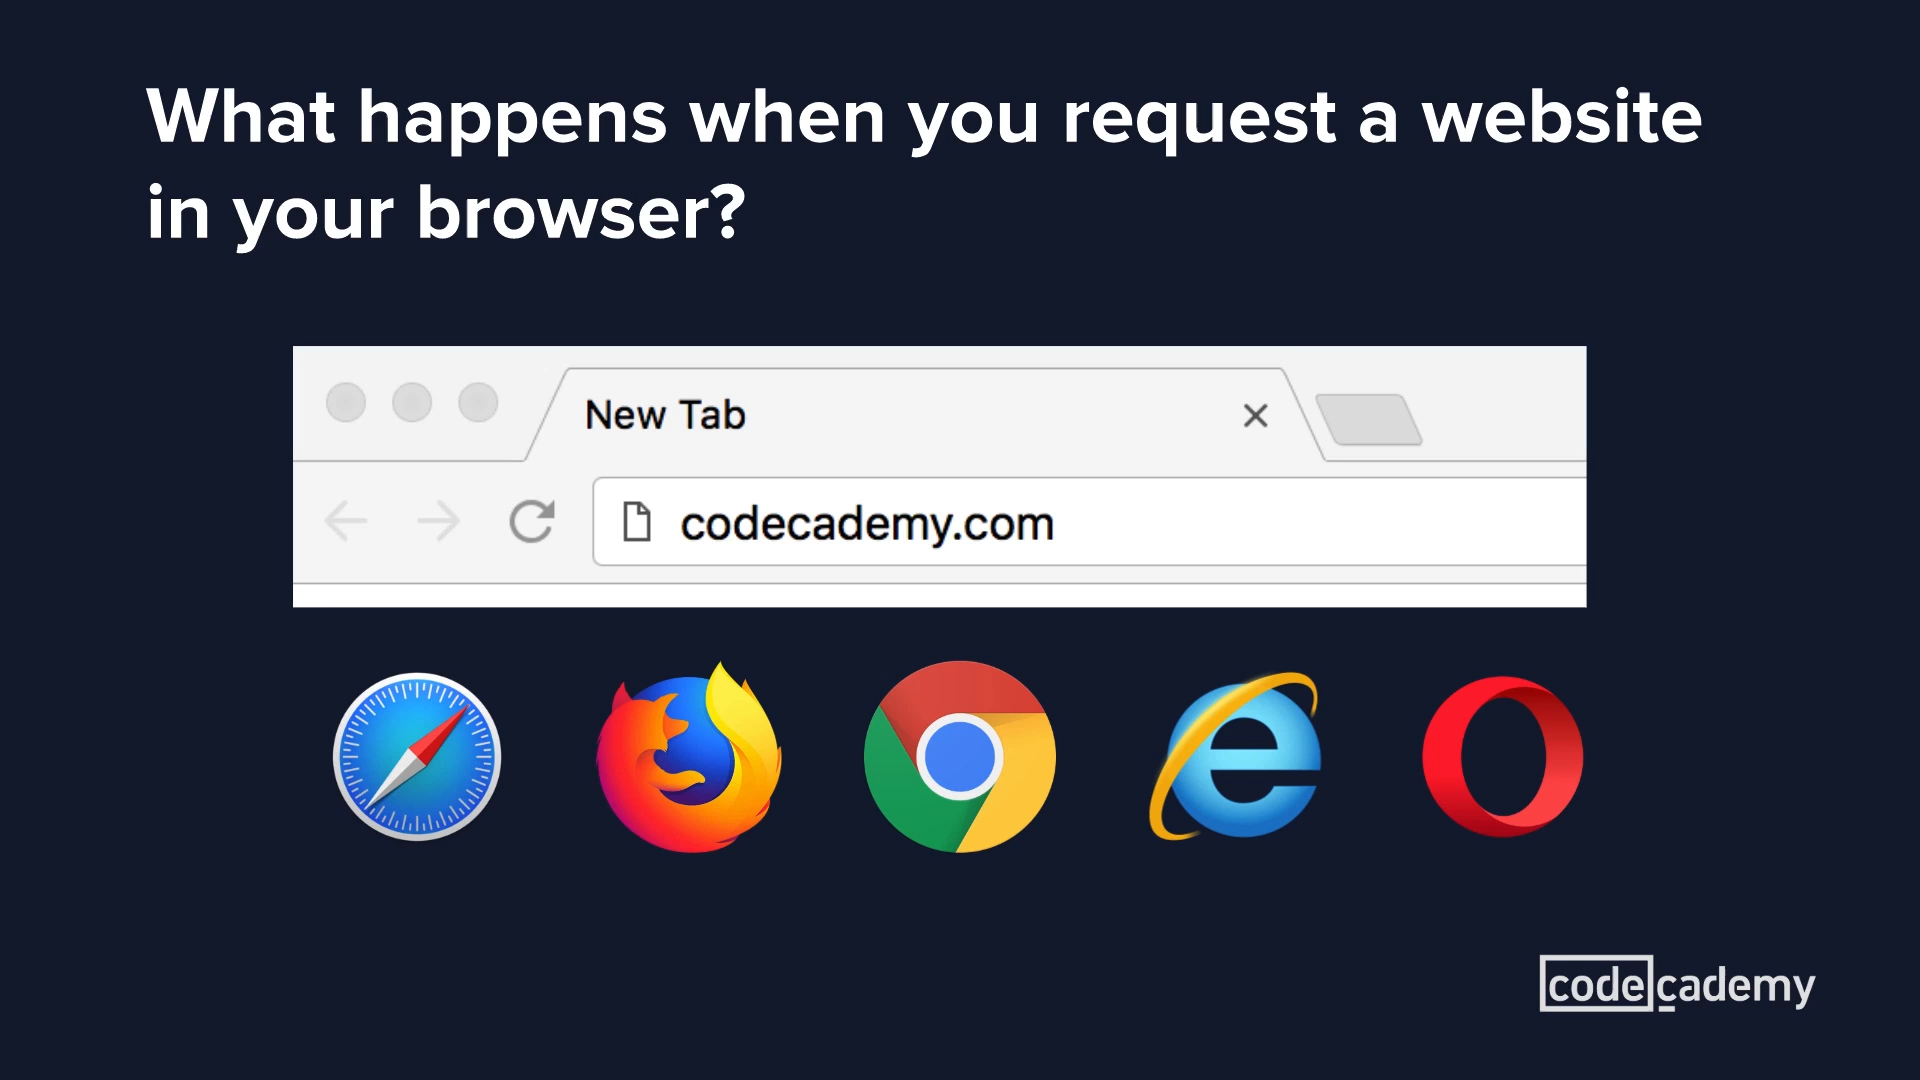 What happens when you request a website
in your browser?
New Tab
codecademy.com
codecademy